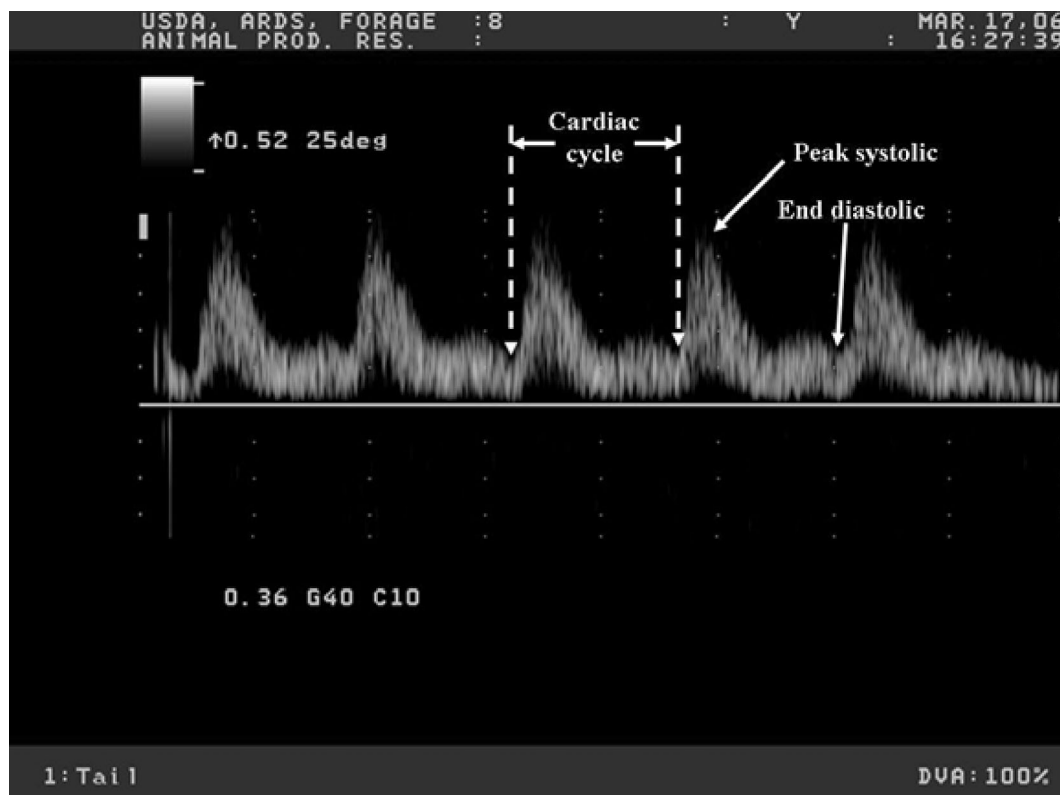 USDA, ARDS, FORAGE :8 : Y MAR.17,06
ANIMAL PROD. RES. : : 16:27:39
↑0.52 25deg
Cardiac
cycle
Peak systolic
End diastolic
0.36 G40 C10
1:Tail DVA:100%